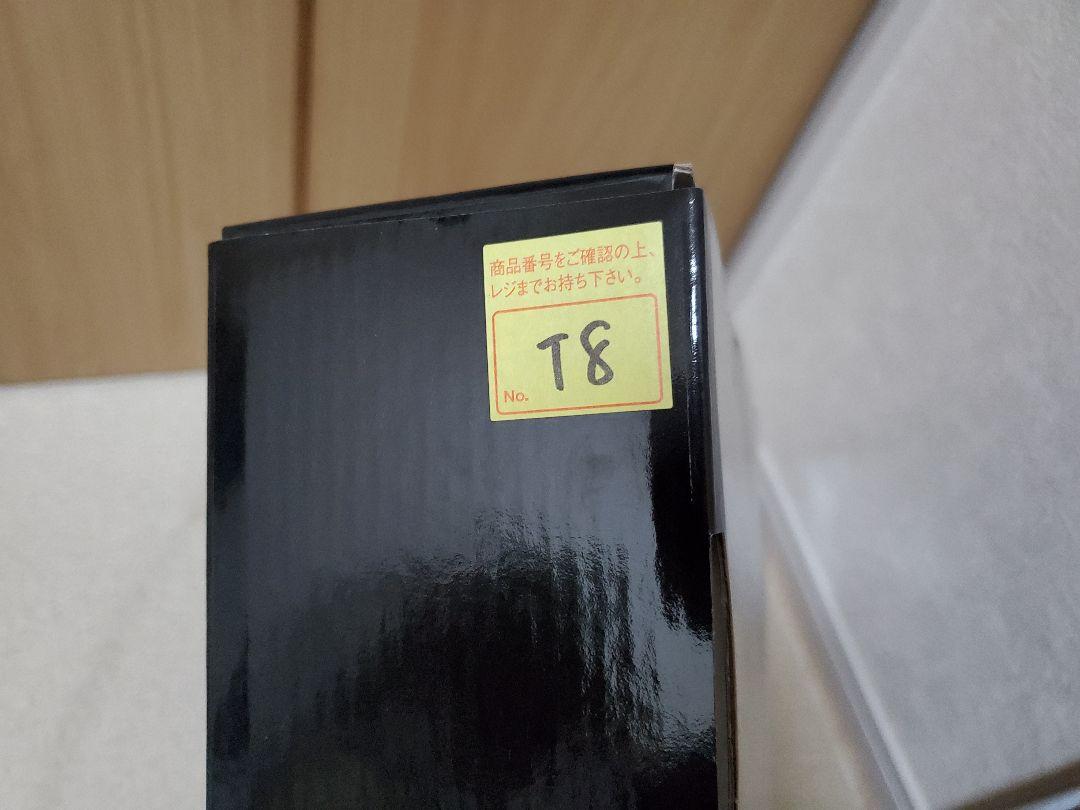 商品番号をご確認の上、
レジまでお持ち下さい。
T8
No.